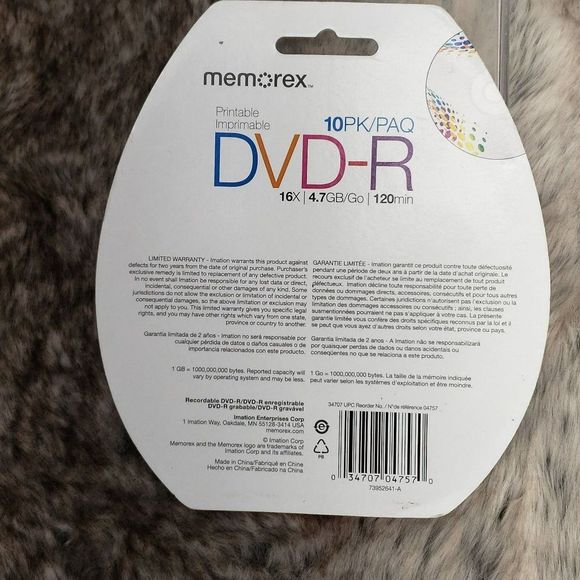 memorex™
Printable
Imprimable
10PK/PAQ
DVD-R
16X | 4.7GB/Go | 120min
LIMITED WARRANTY - Imation warrants this product against
defects for two years from the date of original purchase. Purchaser's
exclusive remedy is limited to replacement of any defective product.
In no event shall Imation be responsible for any lost data or direct,
incidental, consequential or other damages of any kind. Some
jurisdictions do not allow the exclusion or limitation of incidental or
consequential damages, so the above limitation or exclusion may
not apply to you. This limited warranty gives you specific legal
rights, and you may have other rights which vary from state,
province or country to another.
GARANTIE LIMITÉE - Imation garantit ce produit contre toute défectuosité
pendant une période de deux ans à partir de la date d'achat originale. Le
recours exclusif de l'acheteur se limite au remplacement de tout produit
défectueux. Imation décline toute responsabilité pour toute perte de
données ou dommages directs, accessoires, consécutifs et pour tous autres
types de dommages. Certaines juridictions n'autorisent pas l'exclusion ou la
limitation des dommages accessoires ou consécutifs ; ainsi, les clauses
susmentionnées pourraient ne pas s'appliquer à votre cas. La présente
garantie limitée vous confère des droits spécifiques reconnus par la loi et il
se peut que vous ayez d'autres droits selon votre état, province ou pays.
Garantía limitada de 2 años - Imation no será responsable por
cualquier pérdida de datos o daños casuales o de
importancia relacionados con este producto.
Garantia limitada de 2 anos - A Imation não se responsabilizará
por quaisquer perdas de dados ou danos acidentais ou
conseqüentes no que se refere a este produto.
1 GB = 1000,000,000 bytes. Reported capacity will
vary by operating system and may be less.
1 Go = 1000,000,000 bytes. La taille de la mémoire indiquée
peut varier selon les systèmes d'exploitation et être moindre.
Recordable DVD-R/DVD-R enregistrable
DVD-R grabable/DVD-R gravável
Imation Enterprises Corp
1 Imation Way, Oakdale, MN 55128-3414 USA
memorex.com
© Imation Corp
Memorex and the Memorex logo are trademarks of
Imation Corp and its affiliates.
Made in China/Fabriqué en Chine
Hecho en China/Fabricado na China
PB
34707 UPC Reorder No. / Nºde référence 04757
0 34707 04757 0
73952641-A